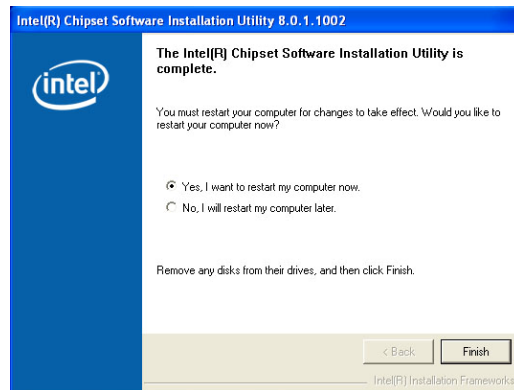 Intel(R) Chipset Software Installation Utility 8.0.1.1002
intel
The Intel(R) Chipset Software Installation Utility is
complete.
You must restart your computer for changes to take effect. Would you like to
restart your computer now?
Yes, I want to restart my computer now.
No, I will restart my computer later.
Remove any disks from their drives, and then click Finish.
< Back
Finish
Intel(R) Installation Frameworks